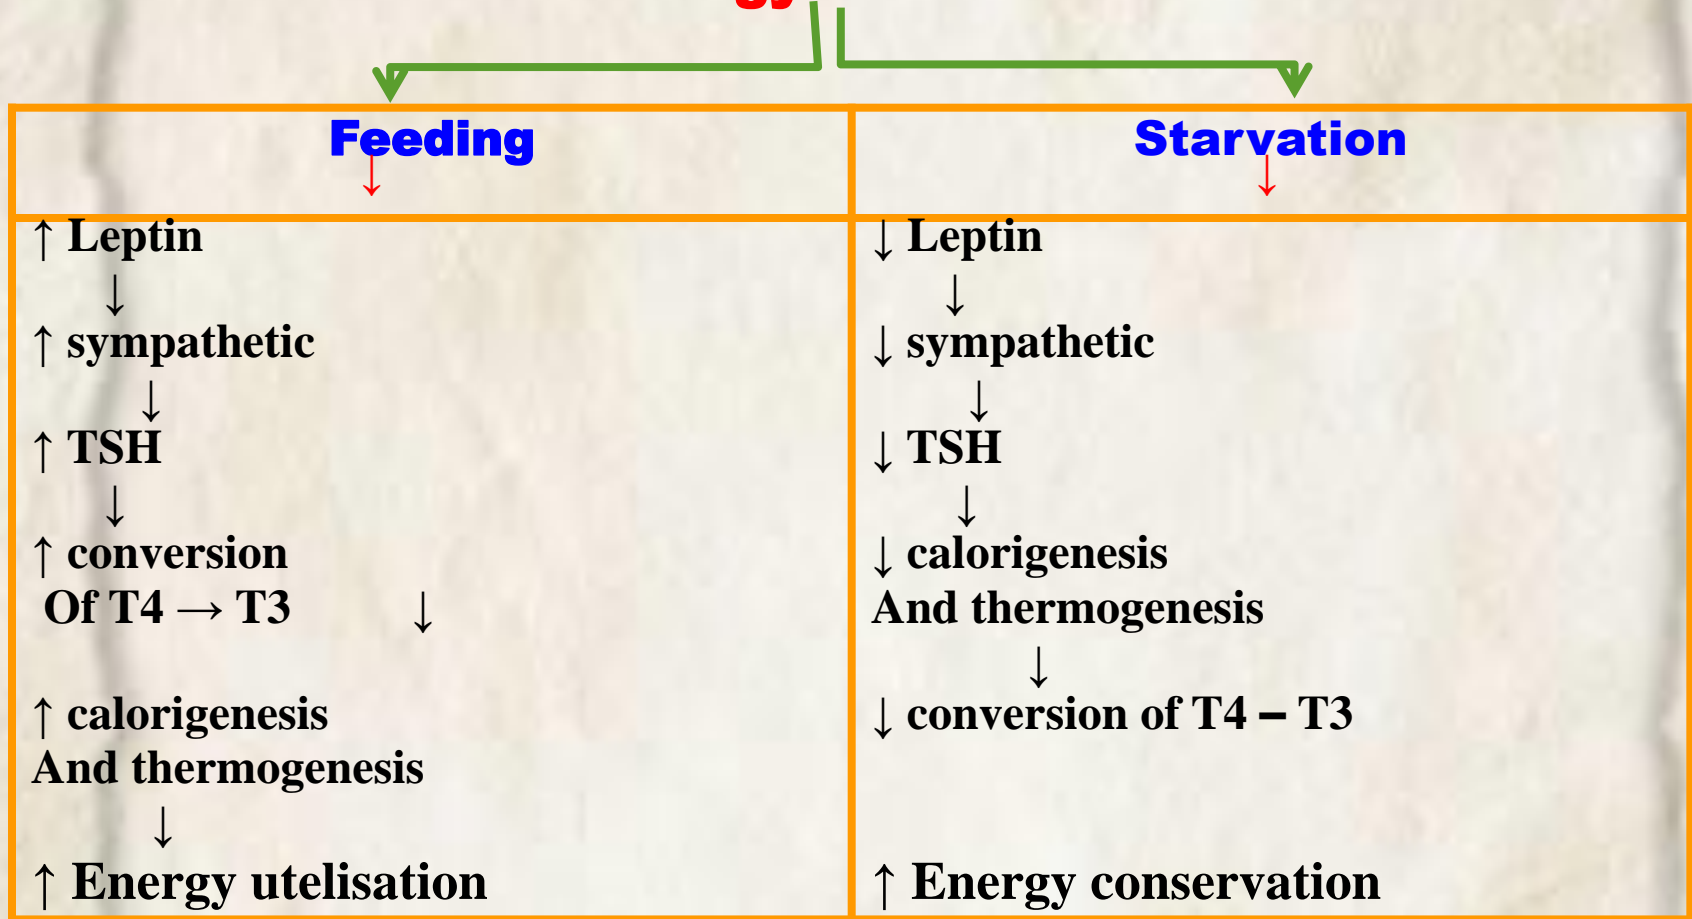 Feeding
↓
↑ Leptin
↓
↑ sympathetic
↓
↑ TSH
↓
↑ conversion
Of T4 → T3 ↓
↑ calorigenesis
And thermogenesis
↓
↑ Energy utelisation
Starvation
↓
↓ Leptin
↓
↓ sympathetic
↓
↓ TSH
↓
↓ calorigenesis
And thermogenesis
↓
↓ conversion of T4 – T3
↑ Energy conservation